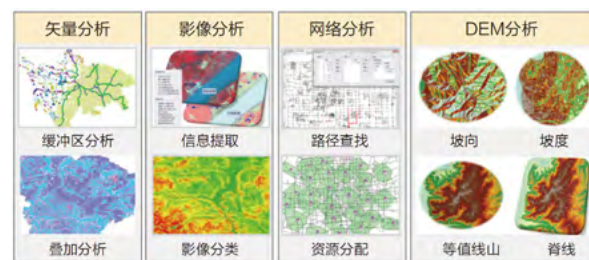 矢量分析
缓冲区分析
叠加分析
影像分析
信息提取
影像分类
网络分析
路径查找
资源分配
DEM分析
坡向
坡度
等值线山
脊线